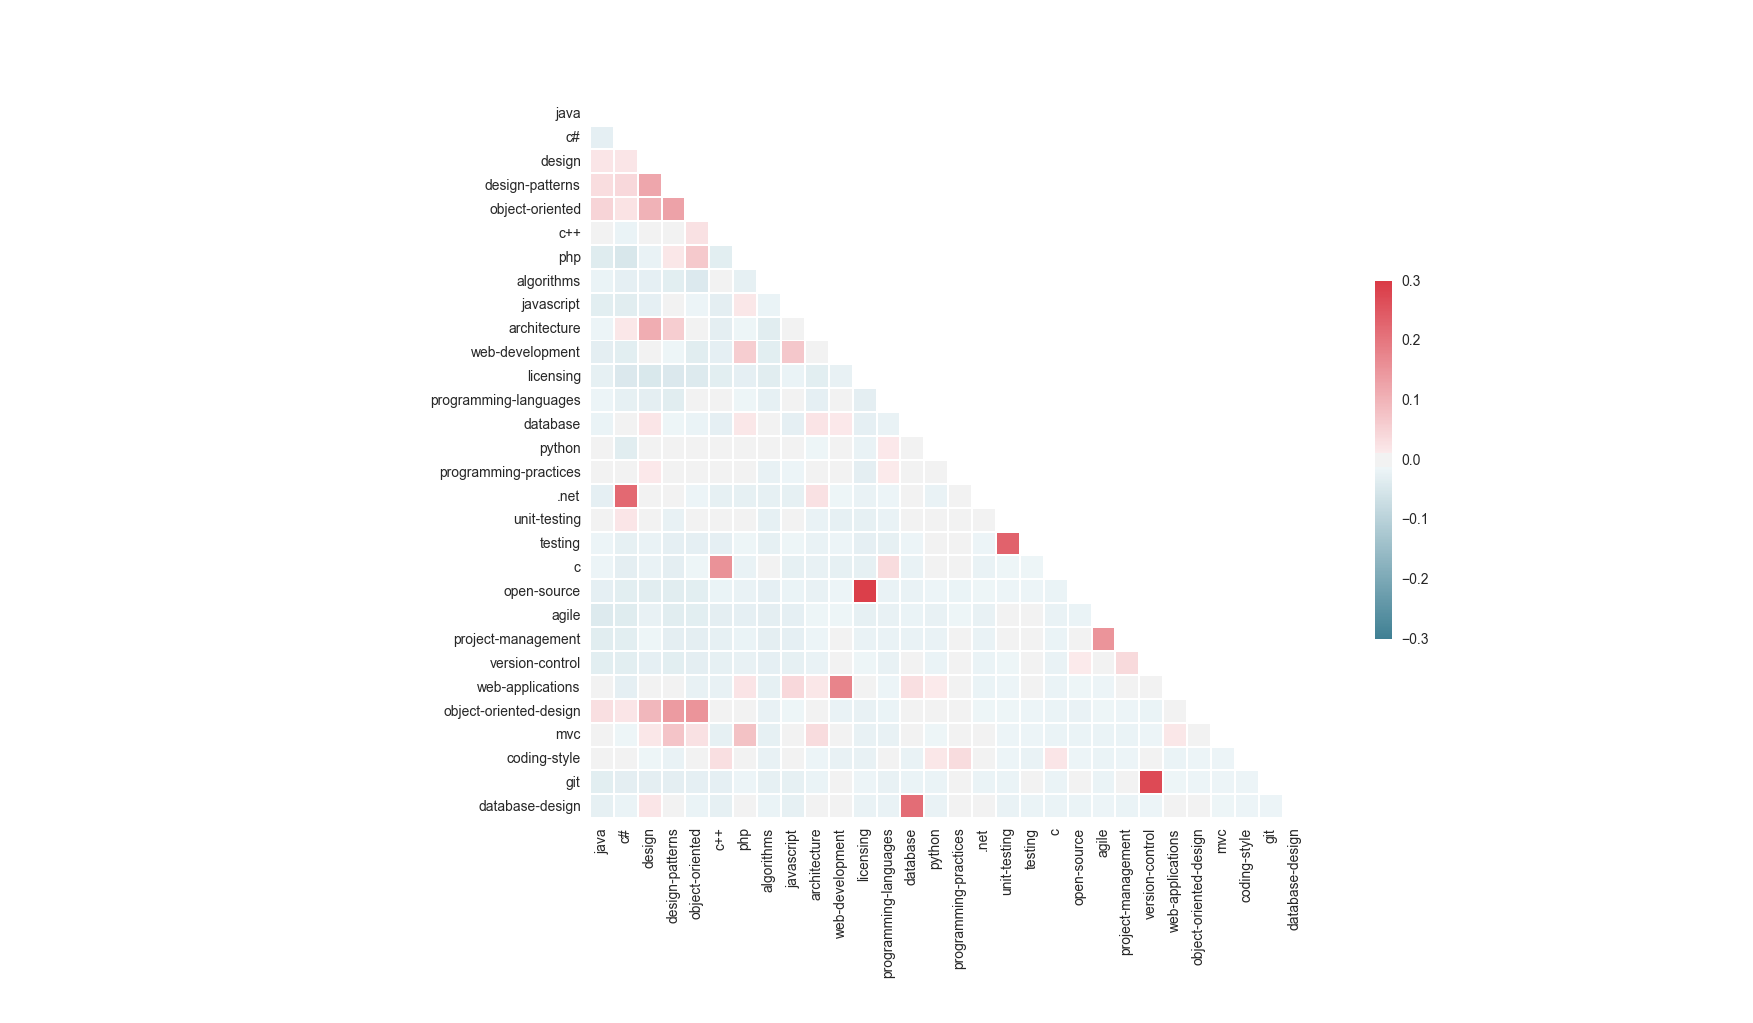 java
c#
design
design-patterns
object-oriented
c++
php
algorithms
javascript
architecture
web-development
licensing
programming-languages
database
python
programming-practices
.net
unit-testing
testing
c
open-source
agile
project-management
version-control
web-applications
object-oriented-design
mvc
coding-style
git
database-design
java
c#
design
design-patterns
object-oriented
c++
php
algorithms
javascript
architecture
web-development
licensing
programming-languages
database
python
programming-practices
.net
unit-testing
testing
c
open-source
agile
project-management
version-control
web-applications
object-oriented-design
mvc
coding-style
git
database-design
0.3
0.2
0.1
0.0
−0.1
−0.2
−0.3